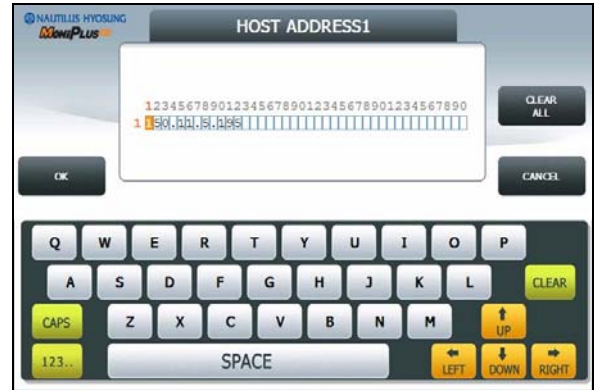 NAUTILUS HYOSUNG
MoniPlus
HOST ADDRESS1
1234567890123456789012345678901234567890
1 150.11.5.195
CLEAR
ALL
OK
CANCEL
Q W E R T Y U I O P
A S D F G H J K L CLEAR
CAPS Z X C V B N M UP
123.. SPACE LEFT DOWN RIGHT